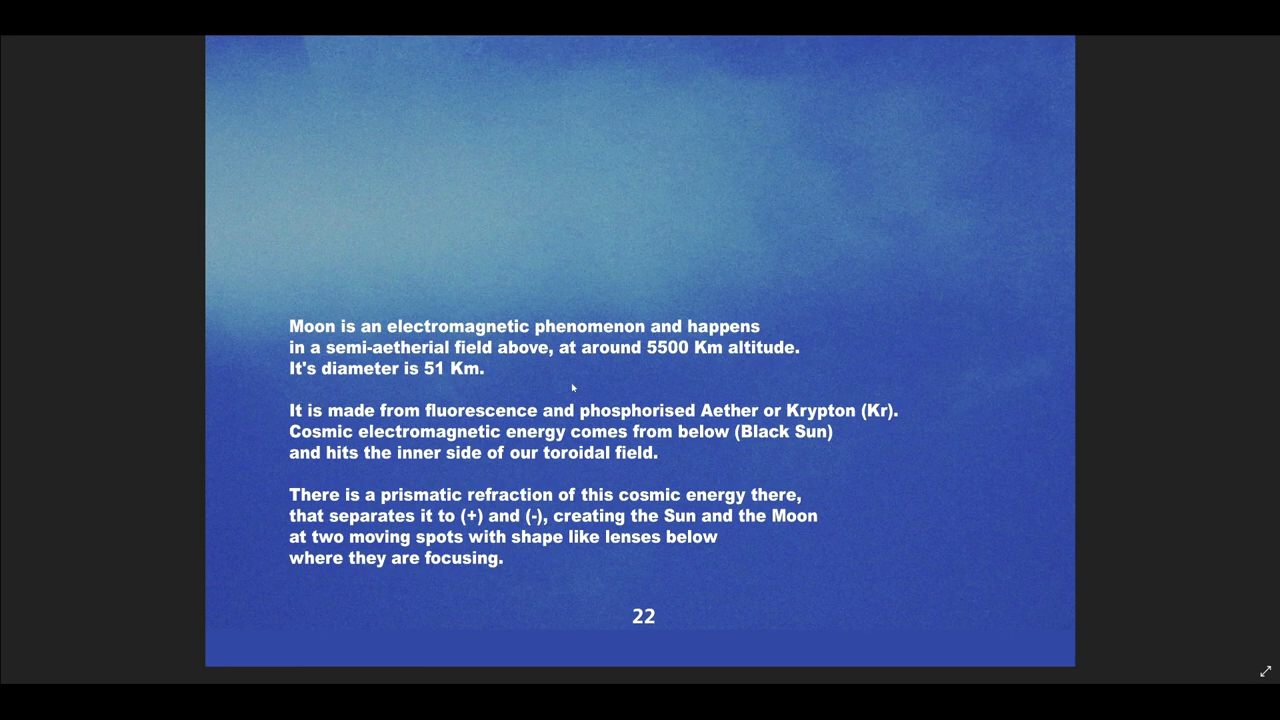 Moon is an electromagnetic phenomenon and happens
in a semi-aetherial field above, at around 5500 Km altitude.
It's diameter is 51 Km.
It is made from fluorescence and phosphorised Aether or Krypton (Kr).
Cosmic electromagnetic energy comes from below (Black Sun)
and hits the inner side of our toroidal field.
There is a prismatic refraction of this cosmic energy there,
that separates it to (+) and (-), creating the Sun and the Moon
at two moving spots with shape like lenses below
where they are focusing.
22